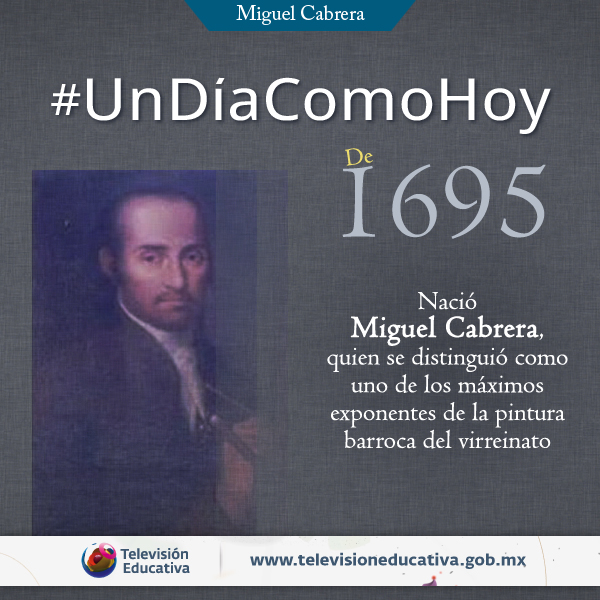 Miguel Cabrera
#UnDíaComoHoy
De
1695
Nació
Miguel Cabrera,
quien se distinguió como
uno de los máximos
exponentes de la pintura
barroca del virreinato
Televisión
Educativa
www.televisioneducativa.gob.mx